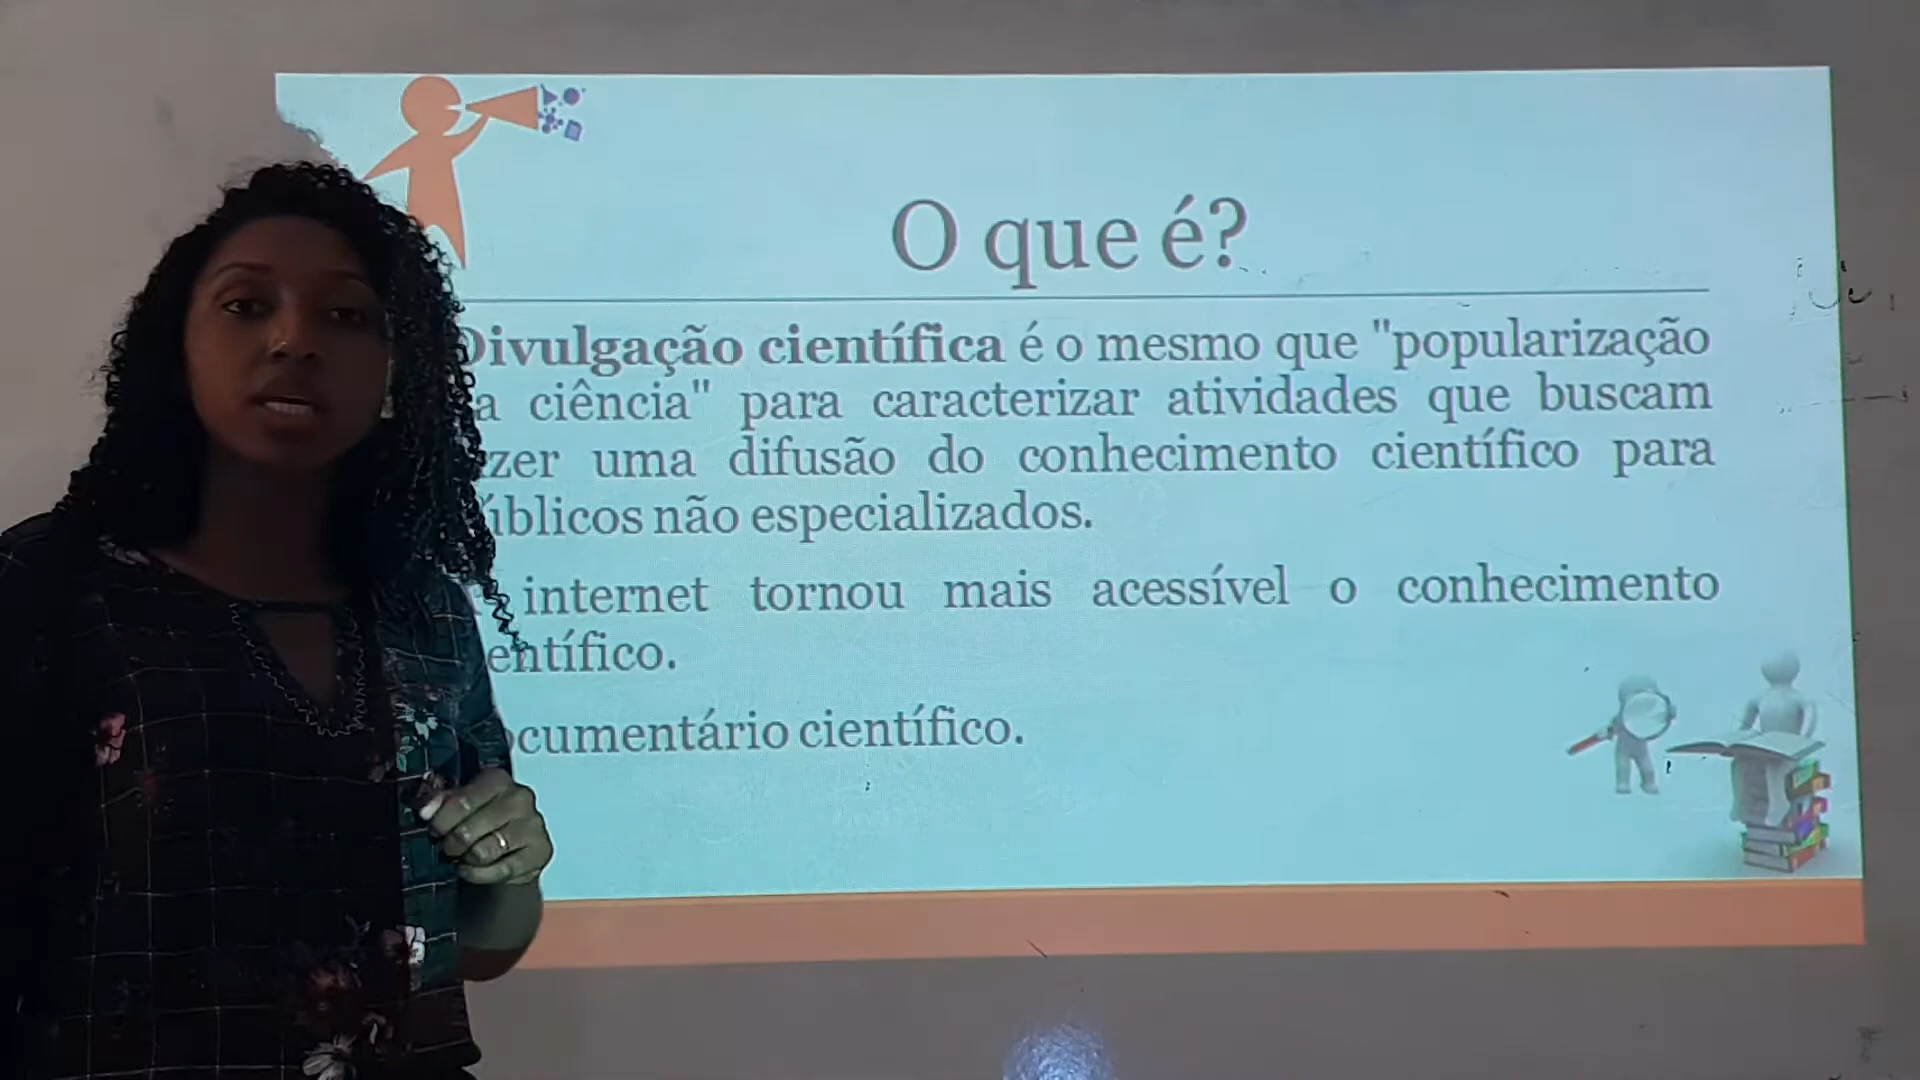 O que é?
Divulgação científica é o mesmo que "popularização
a ciência" para caracterizar atividades que buscam
zer uma difusão do conhecimento científico para
úblicos não especializados.
internet tornou mais acessível o conhecimento
entífico.
ocumentário científico.